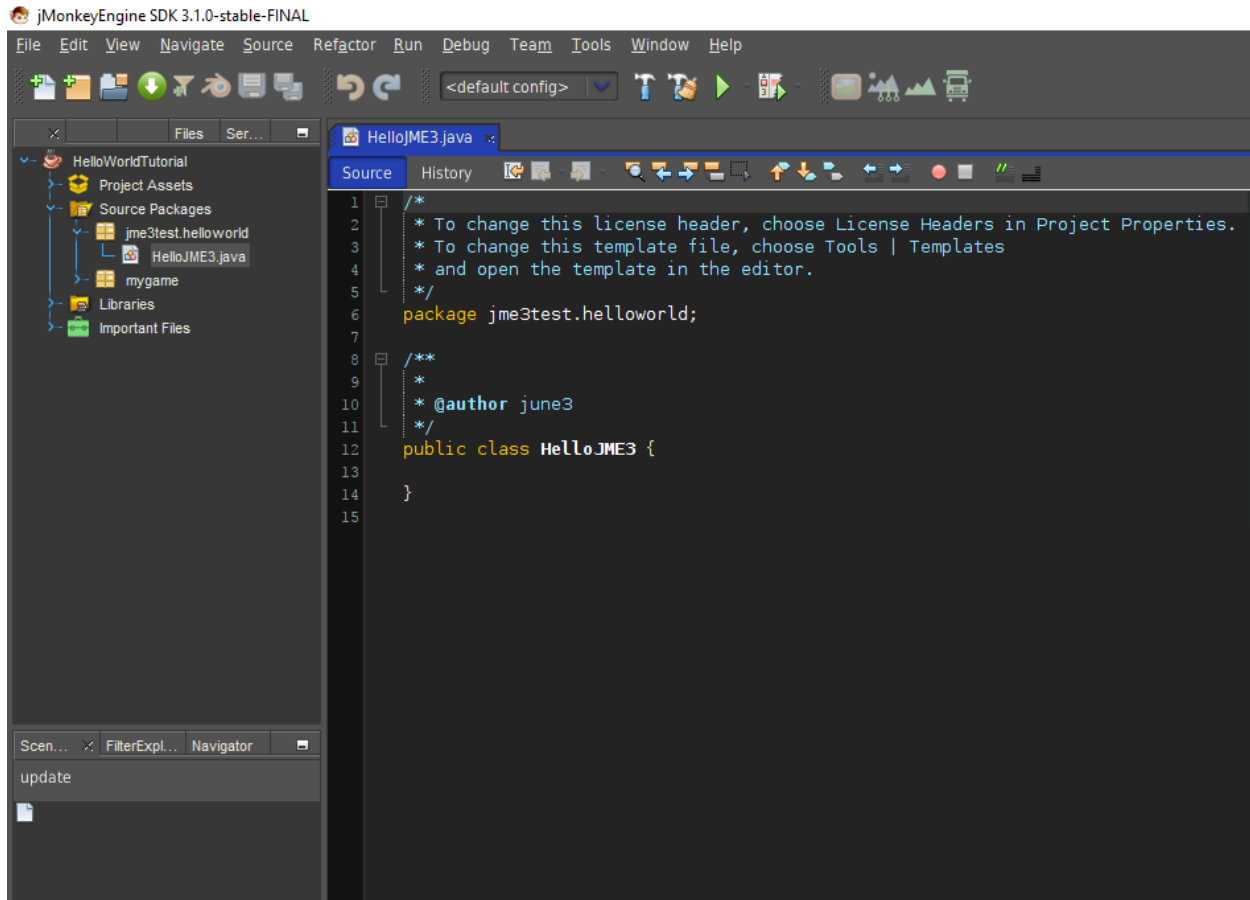 jMonkeyEngine SDK 3.1.0-stable-FINAL
File Edit View Navigate Source Refactor Run Debug Team Tools Window Help
<default config>
Files Ser...
HelloWorldTutorial
Project Assets
Source Packages
jme3test.helloworld
HelloJME3.java
mygame
Libraries
Important Files
Scen... FilterExpl... Navigator
update
HelloJME3.java
Source History
1 /*
2 * To change this license header, choose License Headers in Project Properties.
3 * To change this template file, choose Tools | Templates
4 * and open the template in the editor.
5 */
6 package jme3test.helloworld;
7
8 /**
9 *
10 * @author june3
11 */
12 public class HelloJME3 {
13
14 }
15